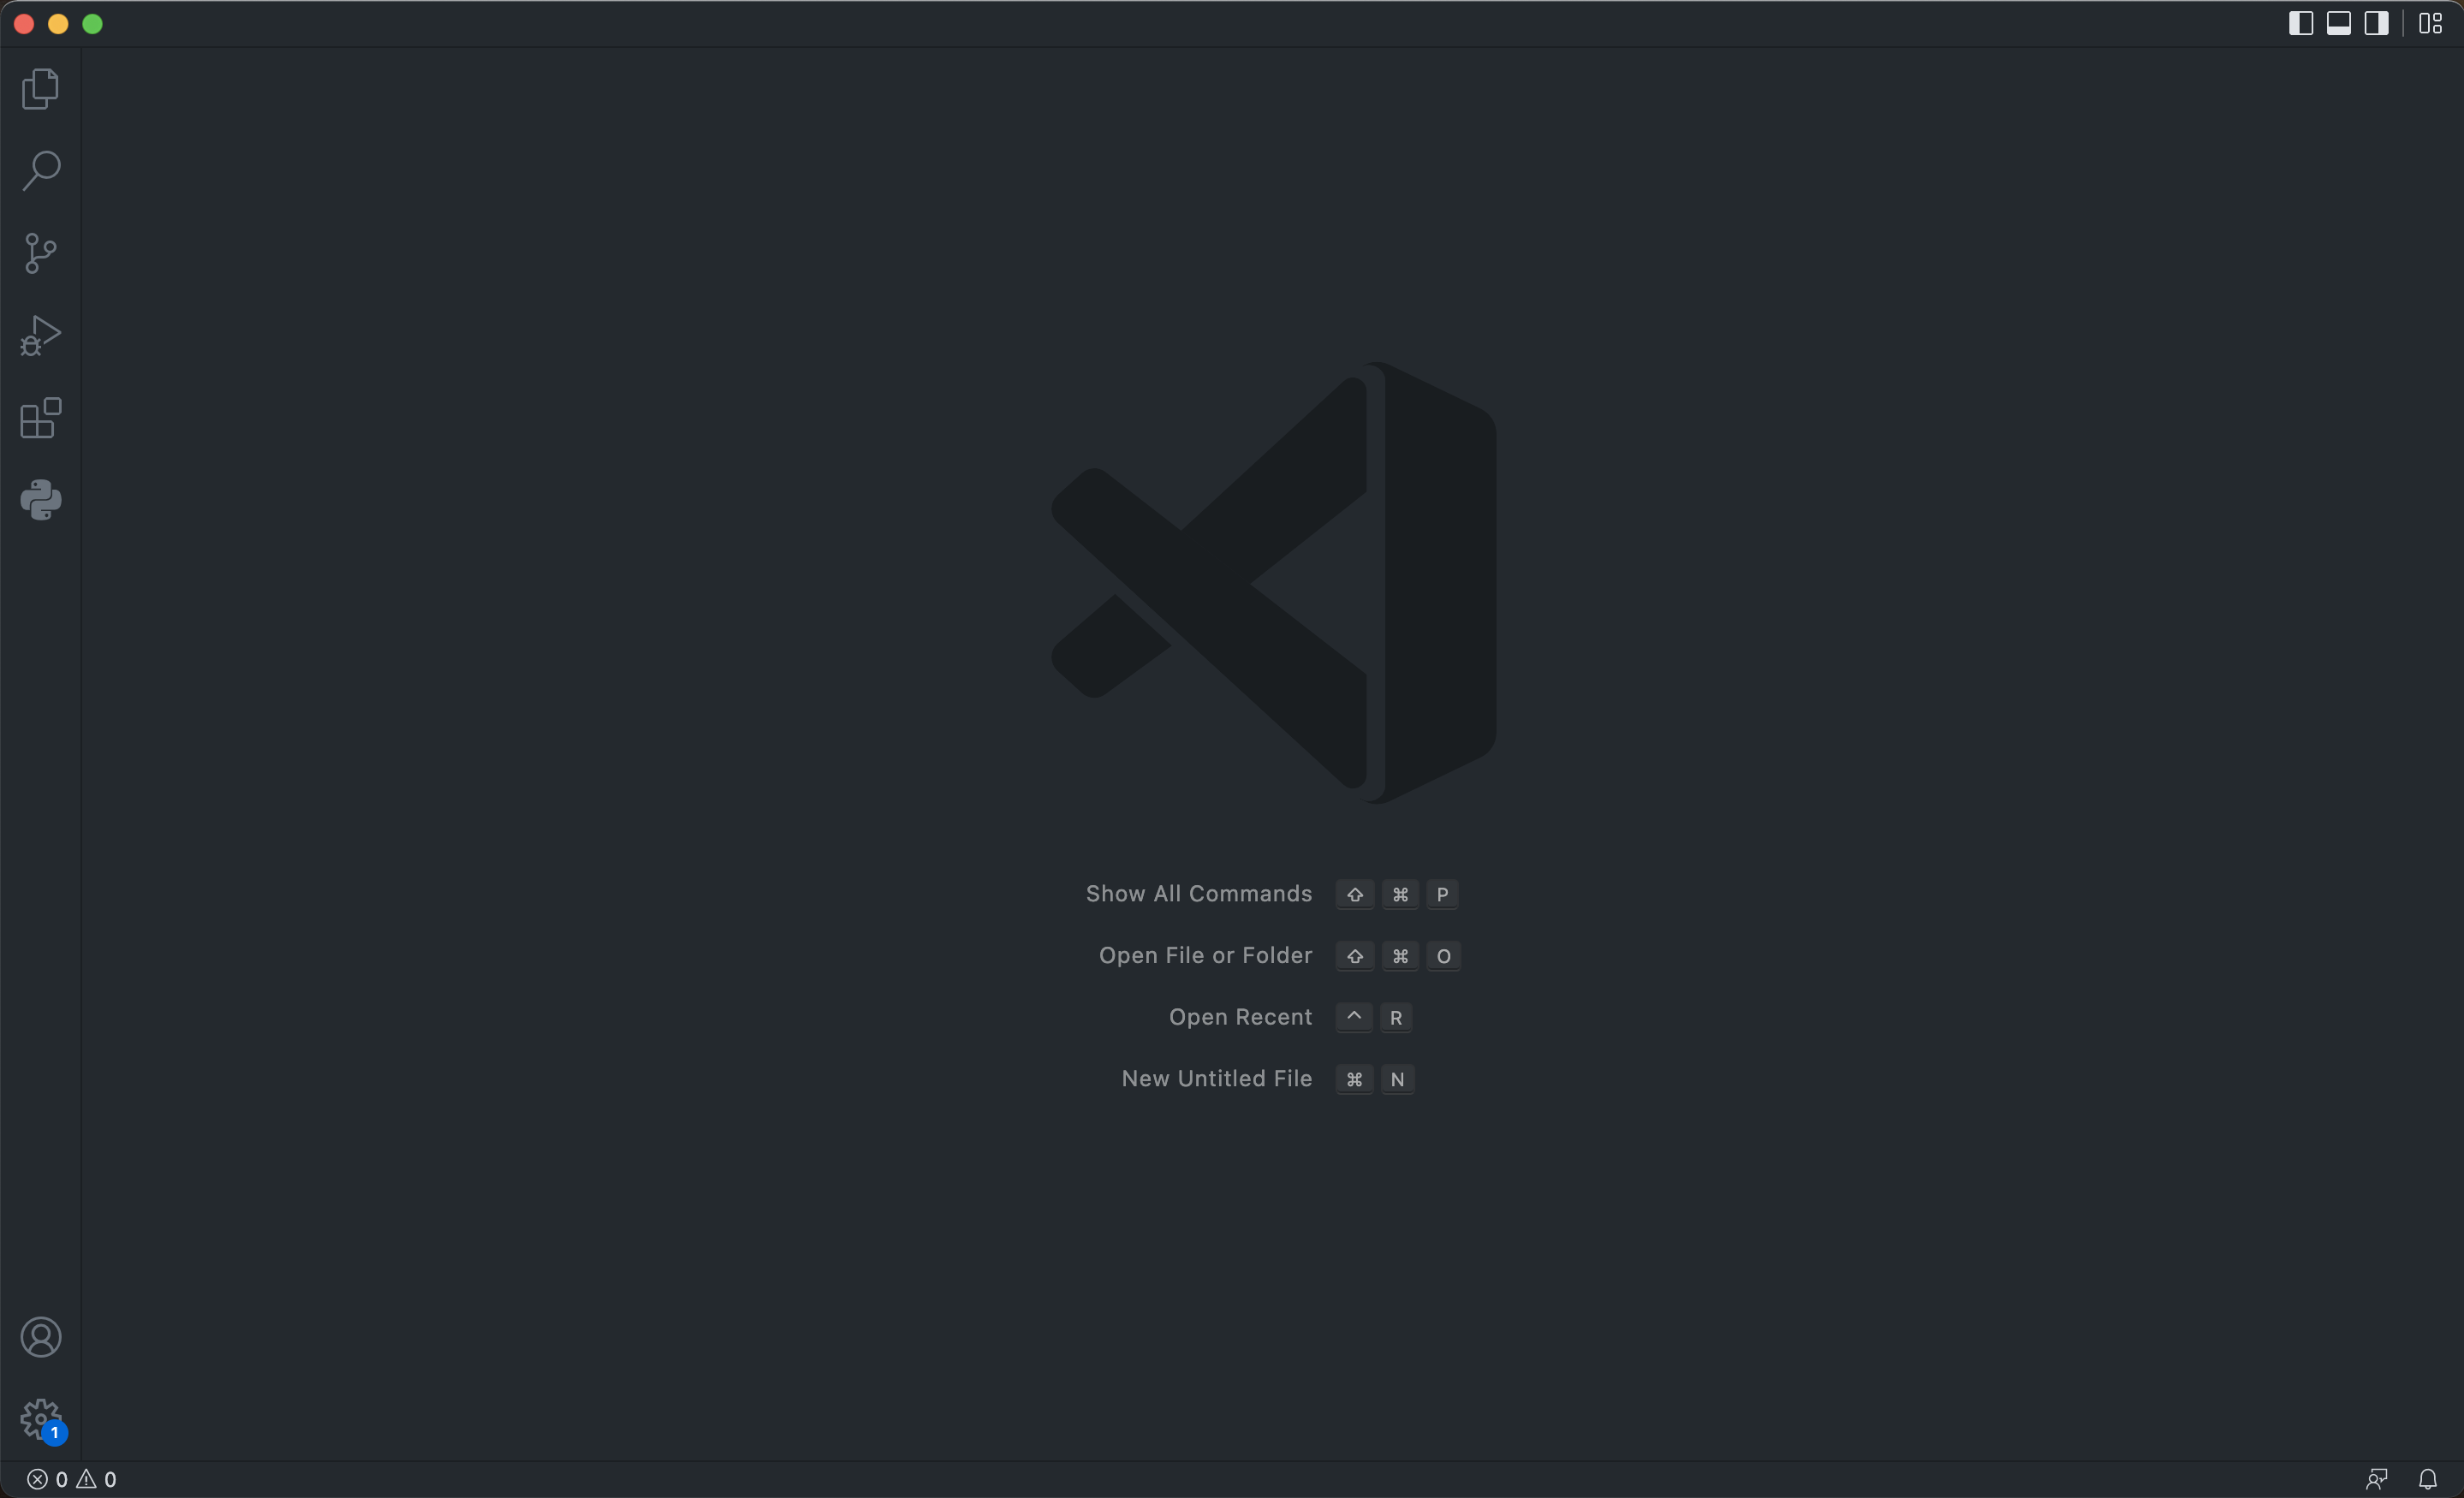 Show All Commands ⇧ ⌘ P
Open File or Folder ⇧ ⌘ O
Open Recent ^ R
New Untitled File ⌘ N
1
0 0